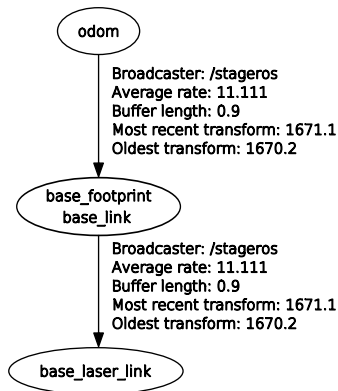 odom
Broadcaster: /stageros
Average rate: 11.111
Buffer length: 0.9
Most recent transform: 1671.1
Oldest transform: 1670.2
base_footprint
base_link
Broadcaster: /stageros
Average rate: 11.111
Buffer length: 0.9
Most recent transform: 1671.1
Oldest transform: 1670.2
base_laser_link